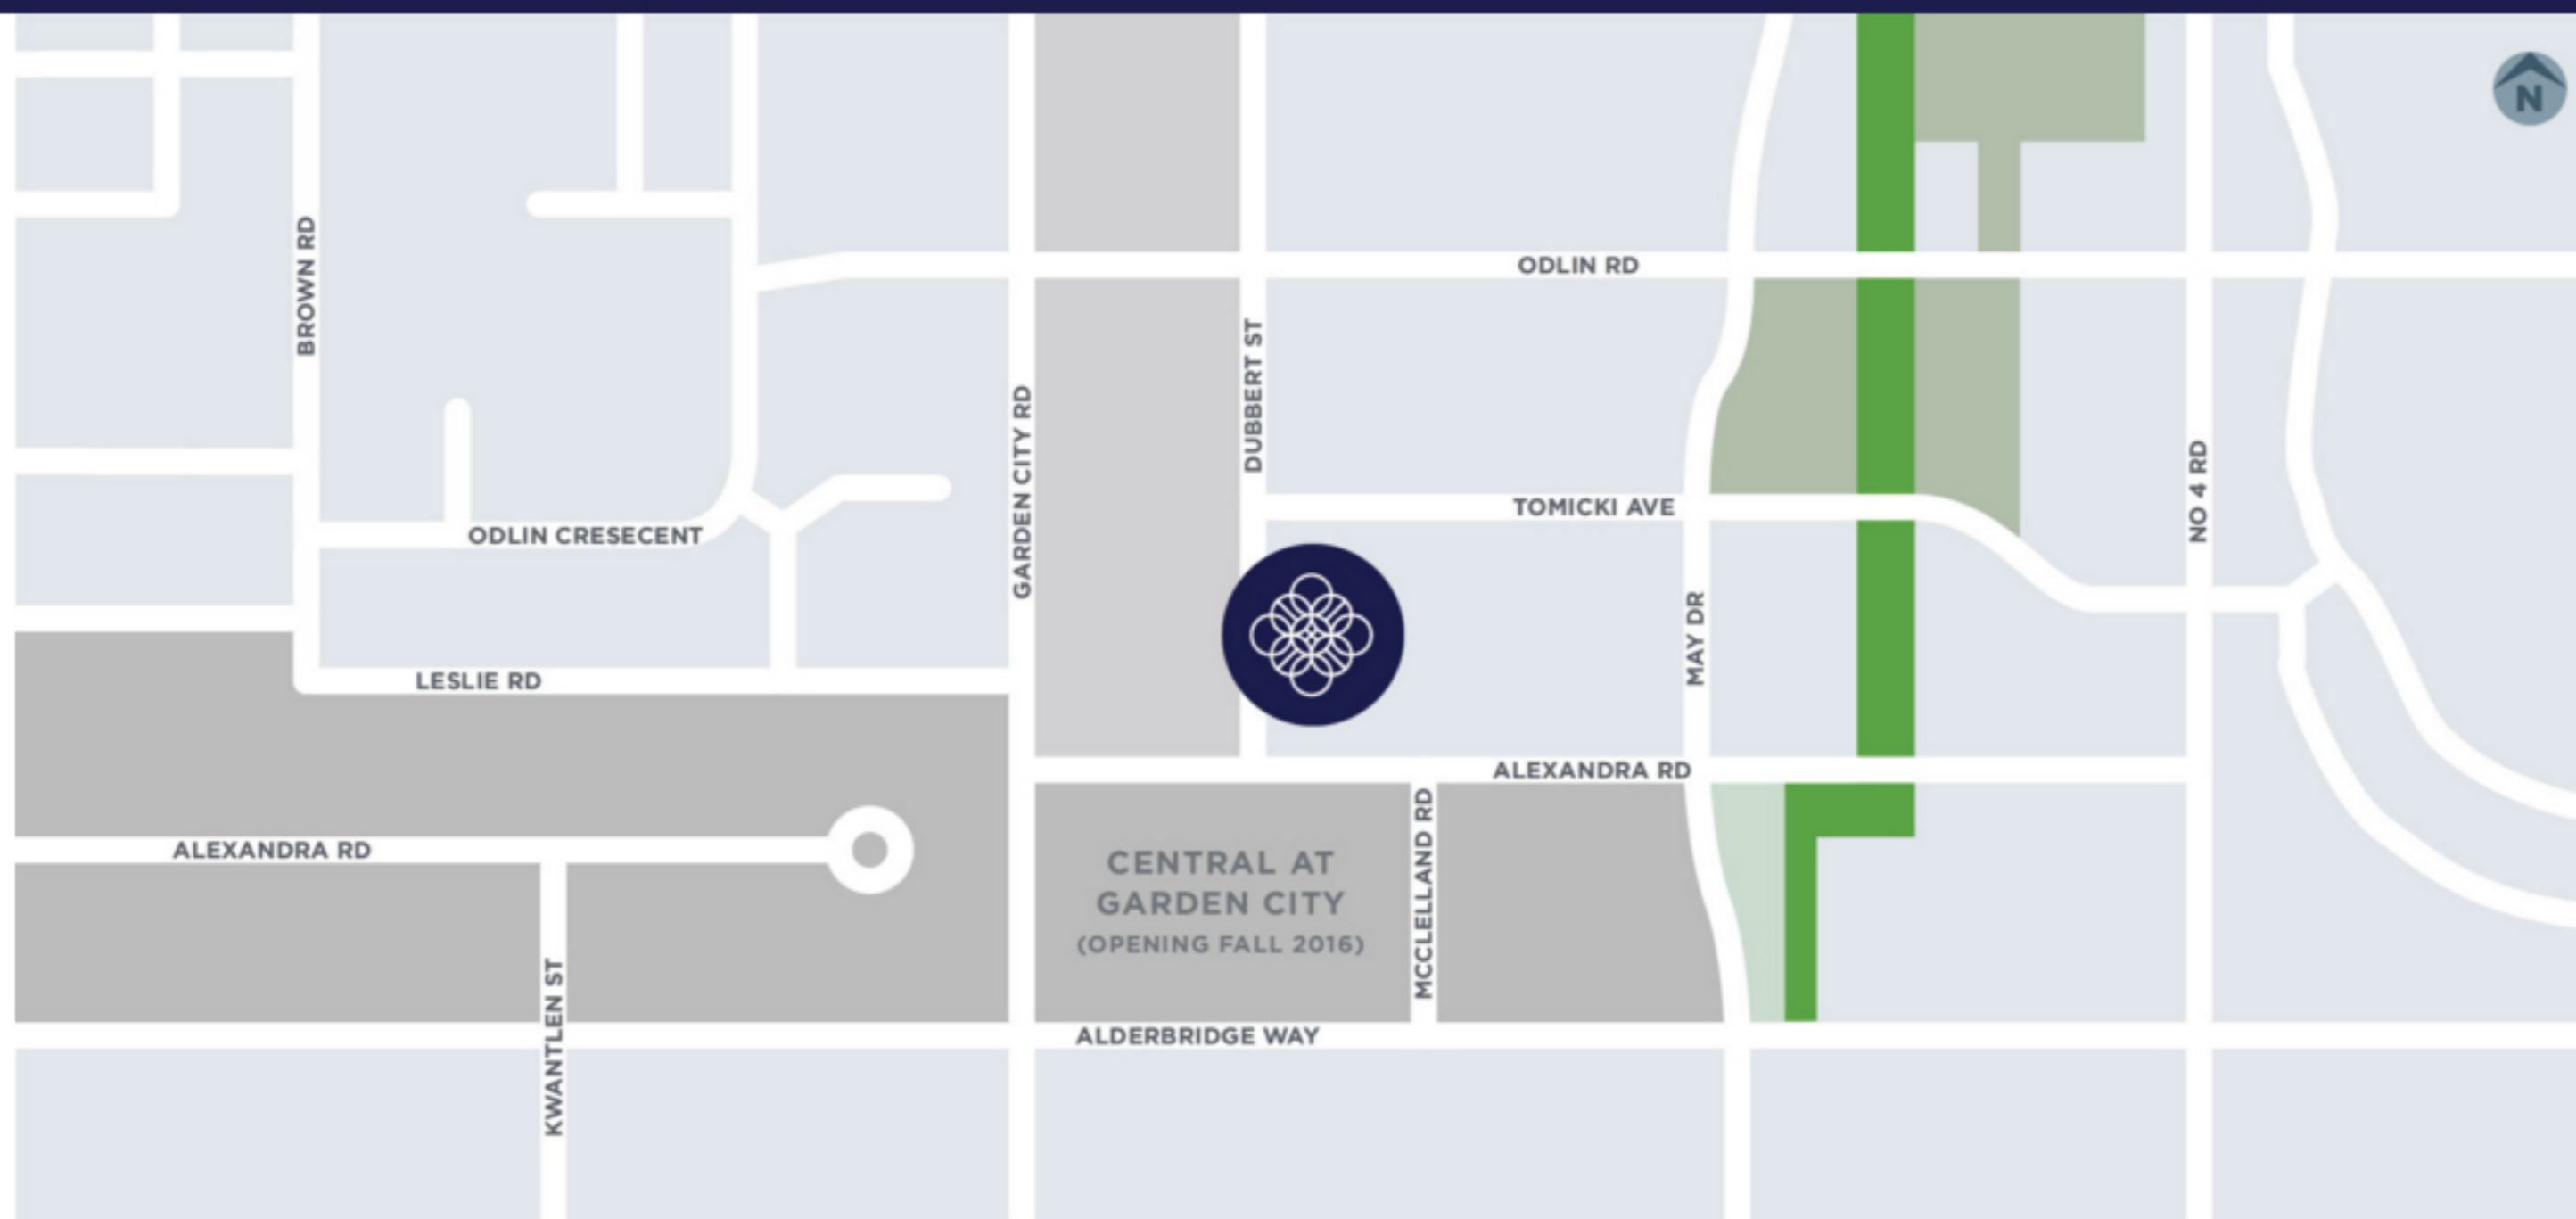 N
ODLIN RD
BROWN RD
DUBBERT ST
GARDEN CITY RD
NO 4 RD
TOMICKI AVE
ODLIN CRESECENT
MAY DR
LESLIE RD
ALEXANDRA RD
ALEXANDRA RD
CENTRAL AT
GARDEN CITY
(OPENING FALL 2016)
MCCLELLAND RD
KWANTLEN ST
ALDERBRIDGE WAY